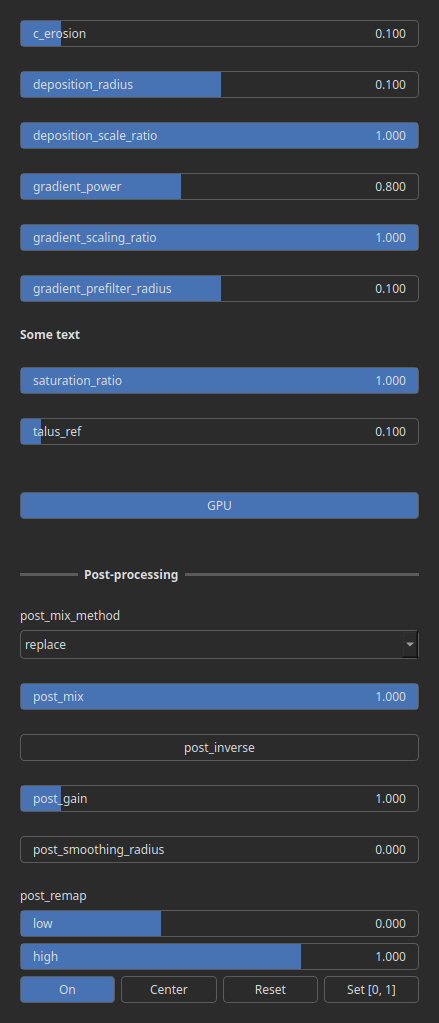 c_erosion 0.100
deposition_radius 0.100
deposition_scale_ratio 1.000
gradient_power 0.800
gradient_scaling_ratio 1.000
gradient_prefilter_radius 0.100
Some text
saturation_ratio 1.000
talus_ref 0.100
GPU
Post-processing
post_mix_method
replace
post_mix 1.000
post_inverse
post_gain 1.000
post_smoothing_radius 0.000
post_remap
low 0.000
high 1.000
On Center Reset Set [0, 1]